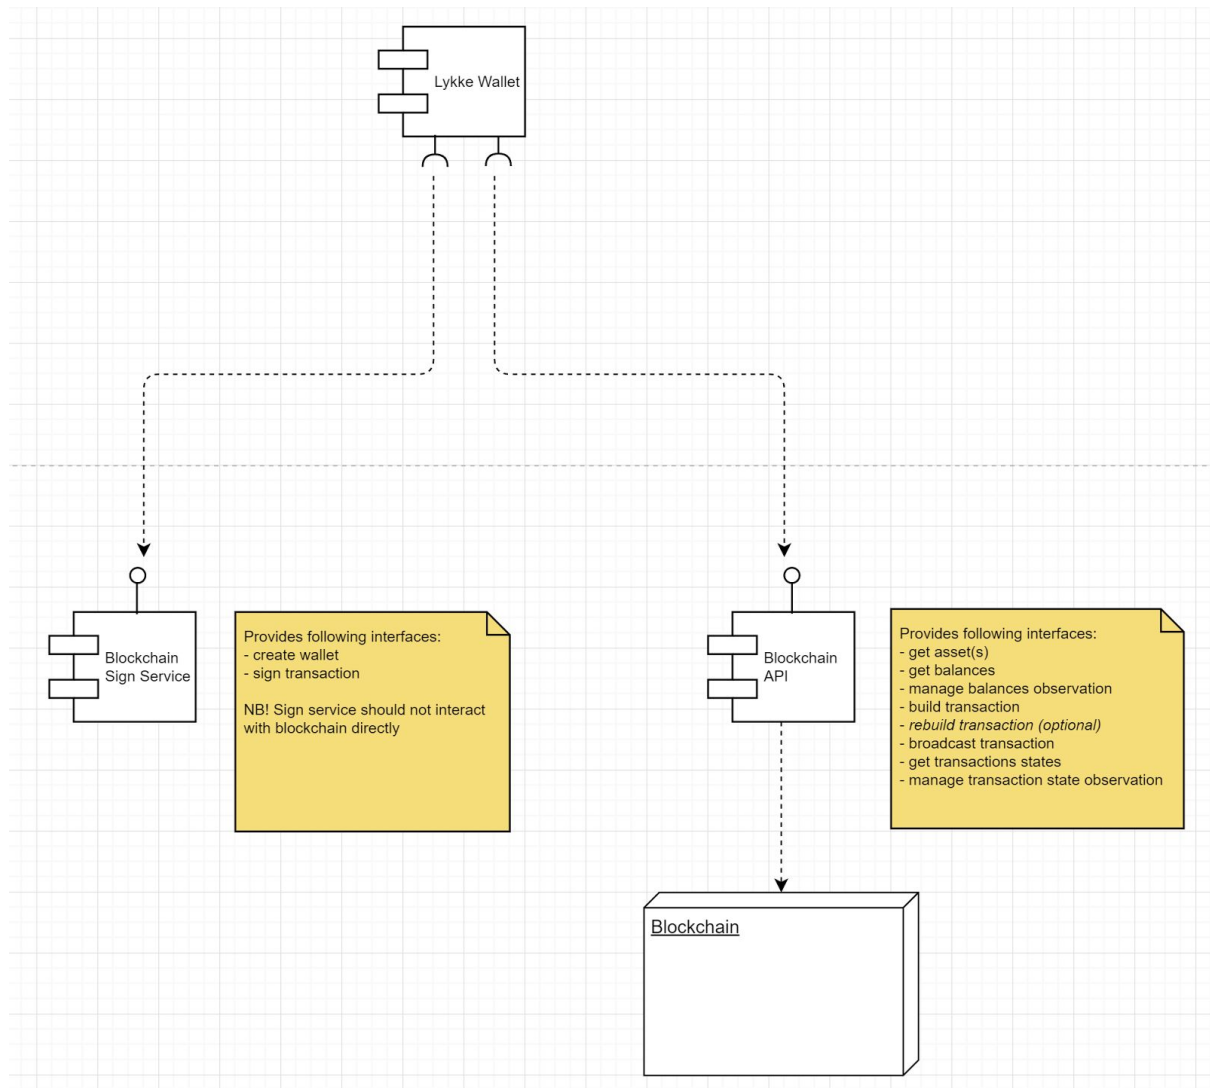 Lykke Wallet
Blockchain
Sign Service
Provides following interfaces:
- create wallet
- sign transaction
NB! Sign service should not interact
with blockchain directly
Blockchain
API
Provides following interfaces:
- get asset(s)
- get balances
- manage balances observation
- build transaction
- rebuild transaction (optional)
- broadcast transaction
- get transactions states
- manage transaction state observation
Blockchain